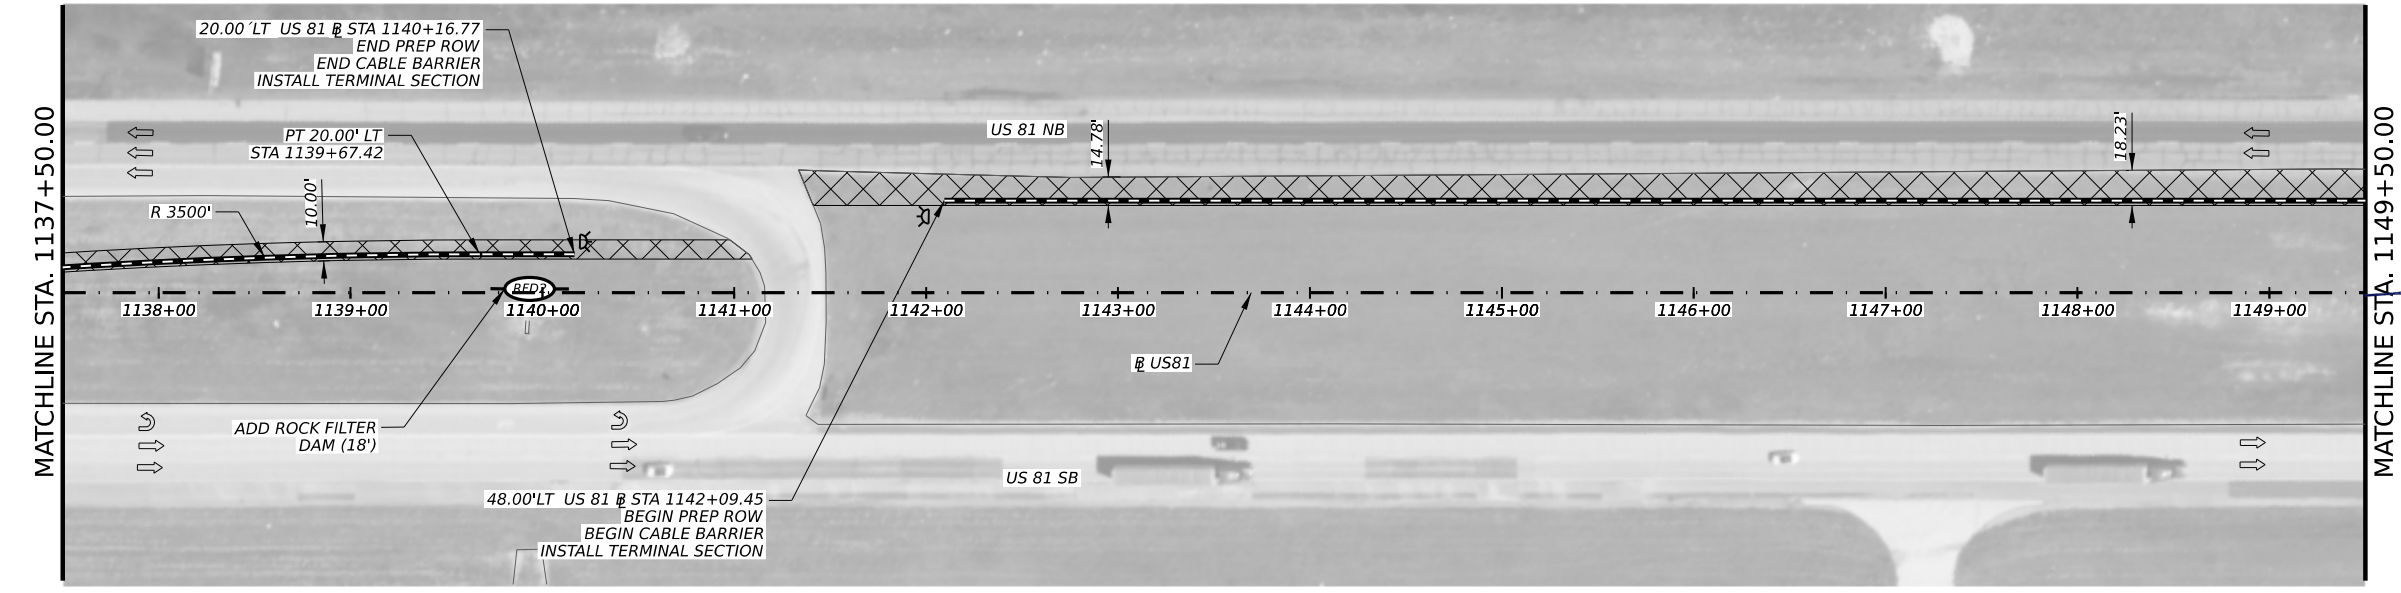 20.00'LT US 81 ⅊ STA 1140+16.77
END PREP ROW
END CABLE BARRIER
INSTALL TERMINAL SECTION
PT 20.00' LT
STA 1139+67.42
R 3500'
10.00'
US 81 NB
14.78'
18.23'
MATCHLINE STA. 1137+50.00
MATCHLINE STA. 1149+50.00
RFD2
1138+00
1139+00
1140+00
1141+00
1142+00
1143+00
1144+00
1145+00
1146+00
1147+00
1148+00
1149+00
BL US81
ADD ROCK FILTER
DAM (18')
US 81 SB
48.00'LT US 81 BL STA 1142+09.45
BEGIN PREP ROW
BEGIN CABLE BARRIER
INSTALL TERMINAL SECTION